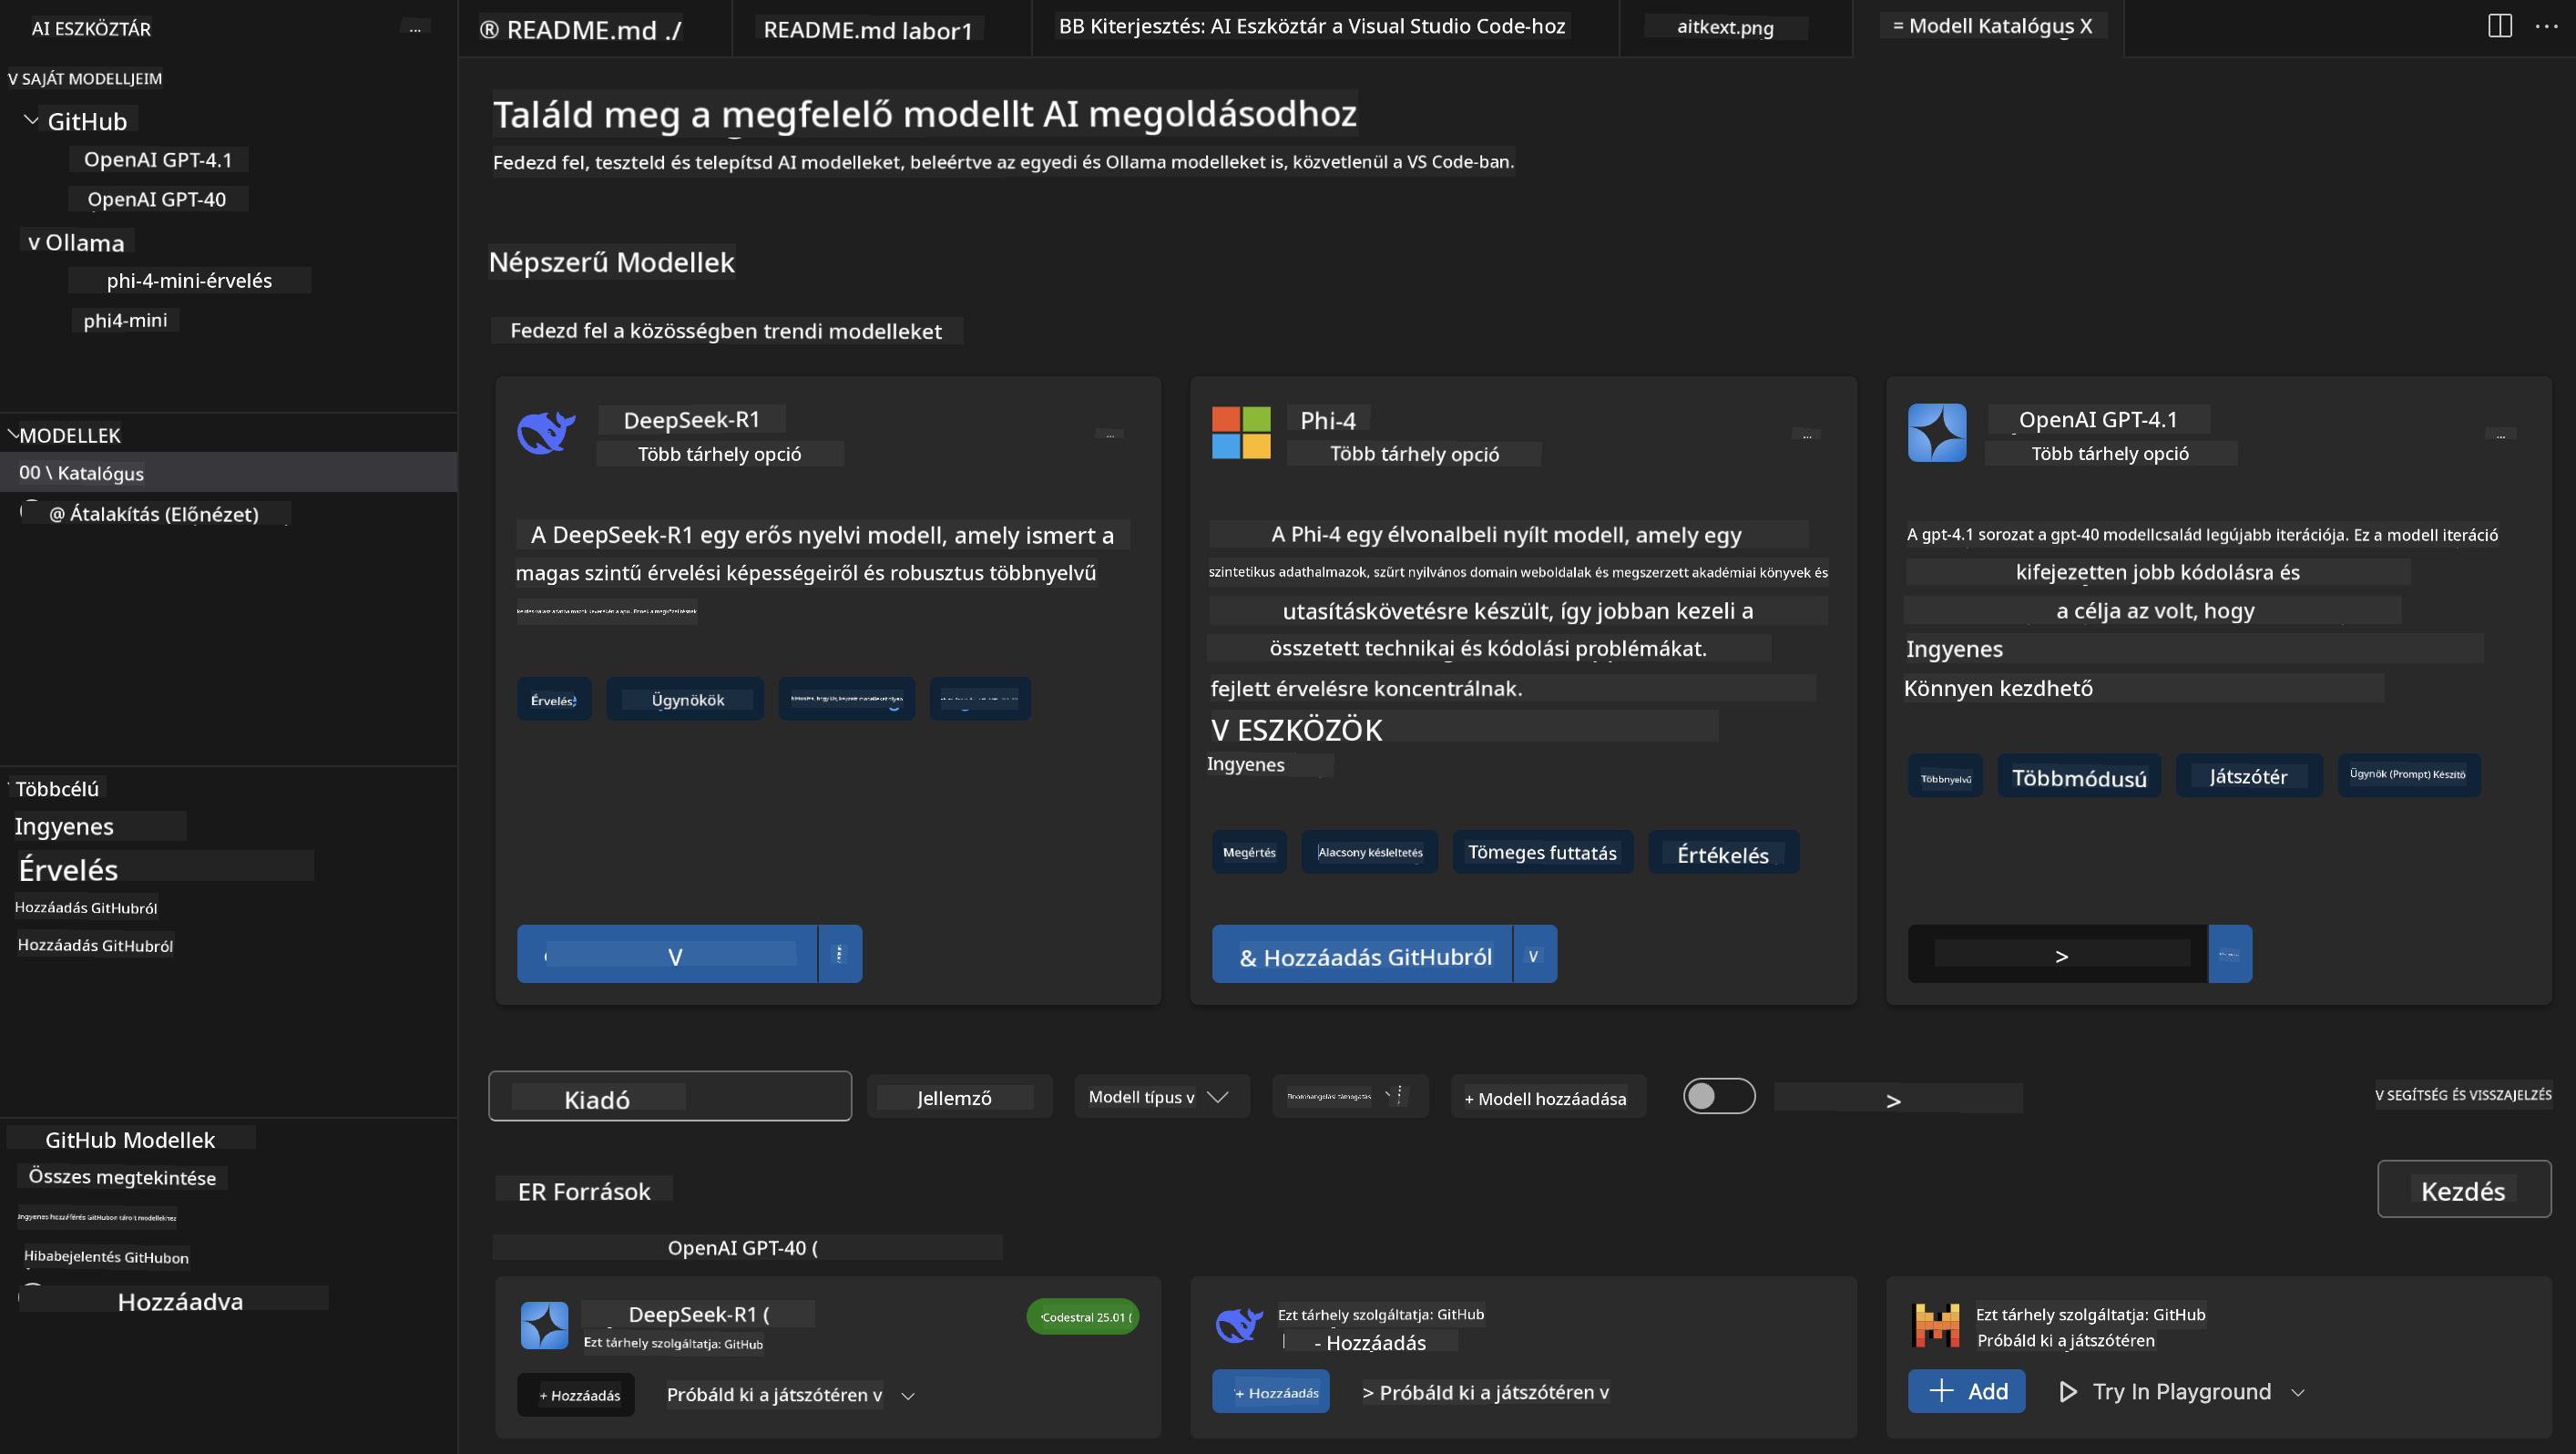 AI ESZKÖZTÁR
...
V SAJÁT MODELLJEIM
GitHub
OpenAI GPT-4.1
OpenAI GPT-40
v Ollama
phi-4-mini-érvelés
phi4-mini
MODELLEK
00 \ Katalógus
@ Átalakítás (Előnézet)
Többcélú
Ingyenes
Érvelés
Hozzáadás GitHubról
Hozzáadás GitHubról
GitHub Modellek
Összes megtekintése
Ingyenes hozzáférés GitHubon tárolt modellekhez
Hibabejelentés GitHubon
Hozzáadva
® README.md ./
README.md labor1
BB Kiterjesztés: AI Eszköztár a Visual Studio Code-hoz
aitkext.png
= Modell Katalógus X
Találd meg a megfelelő modellt AI megoldásodhoz
Fedezd fel, teszteld és telepítsd AI modelleket, beleértve az egyedi és Ollama modelleket is, közvetlenül a VS Code-ban.
Népszerű Modellek
Fedezd fel a közösségben trendi modelleket
DeepSeek-R1
...
Több tárhely opció
A DeepSeek-R1 egy erős nyelvi modell, amely ismert a
magas szintű érvelési képességeiről és robusztus többnyelvű
Érvelés
Ügynökök
V
Phi-4
...
Több tárhely opció
A Phi-4 egy élvonalbeli nyílt modell, amely egy
szintetikus adathalmazok, szűrt nyilvános domain weboldalak és megszerzett akadémiai könyvek és
utasításkövetésre készült, így jobban kezeli a
összetett technikai és kódolási problémákat.
fejlett érvelésre koncentrálnak.
V ESZKÖZÖK
Ingyenes
Megértés
Alacsony késleltetés
Tömeges futtatás
Értékelés
& Hozzáadás GitHubról
V
OpenAI GPT-4.1
...
Több tárhely opció
A gpt-4.1 sorozat a gpt-40 modellcsalád legújabb iterációja. Ez a modell iteráció
kifejezetten jobb kódolásra és
a célja az volt, hogy
Ingyenes
Könnyen kezdhető
Többnyelvű
Többmódusú
Játszótér
Ügynök (Prompt) Készítő
>
Kiadó
Jellemző
Modell típus v
Finomhangolási támogatás
+ Modell hozzáadása
>
V SEGÍTSÉG ÉS VISSZAJELZÉS
ER Források
Kezdés
OpenAI GPT-40 (
DeepSeek-R1 (
Codestral 25.01 (
Ezt tárhely szolgáltatja: GitHub
+ Hozzáadás
Próbáld ki a játszótéren v
Ezt tárhely szolgáltatja: GitHub
- Hozzáadás
+ Hozzáadás
> Próbáld ki a játszótéren v
Ezt tárhely szolgáltatja: GitHub
Próbáld ki a játszótéren
Add
Try In Playground